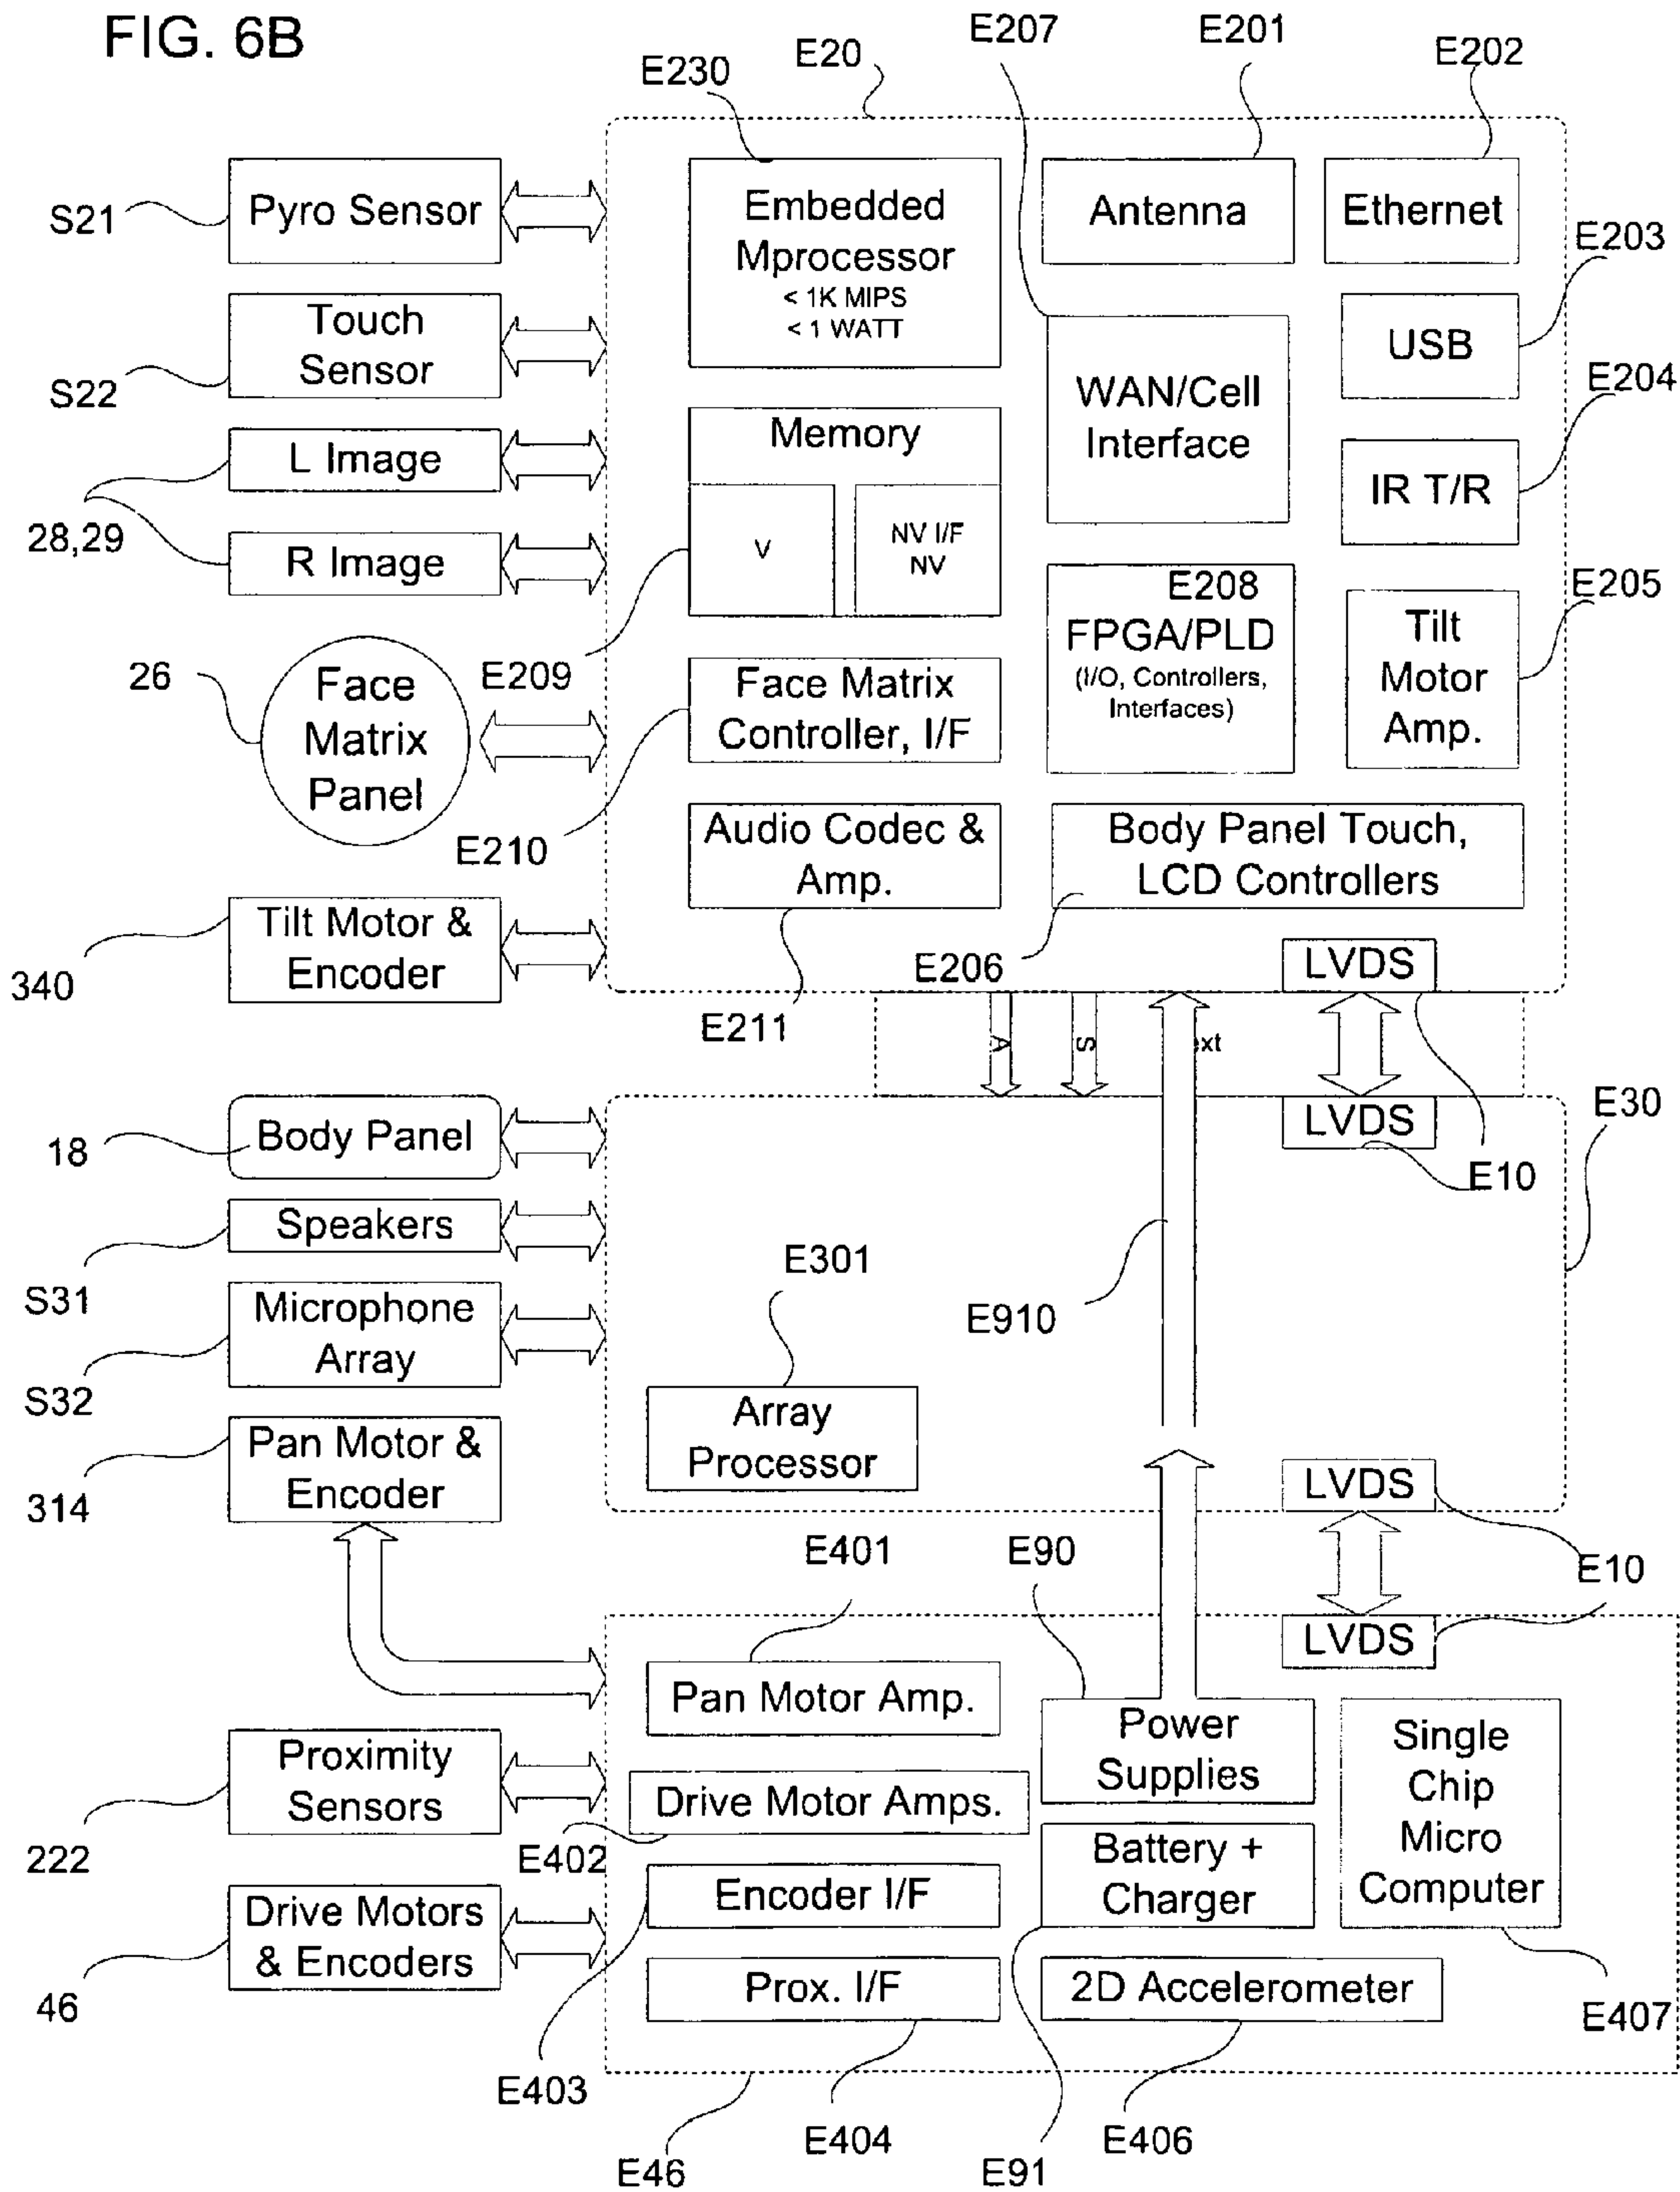 FIG. 6B
E230
E20
E207
E201
E202
S21
Pyro Sensor
Embedded
Mprocessor
< 1K MIPS
< 1 WATT
Antenna
Ethernet
E203
S22
Touch
Sensor
USB
WAN/Cell
Interface
E204
28,29
L Image
R Image
Memory
V
NV I/F
NV
IR T/R
E209
E208
FPGA/PLD
(I/O, Controllers,
Interfaces)
E205
Tilt
Motor
Amp.
26
Face
Matrix
Panel
Face Matrix
Controller, I/F
E210
Audio Codec &
Amp.
Body Panel Touch,
LCD Controllers
340
Tilt Motor &
Encoder
E211
E206
LVDS
A
S
ext
LVDS
E30
E10
18
Body Panel
S31
Speakers
S32
Microphone
Array
E301
Array
Processor
E910
314
Pan Motor &
Encoder
LVDS
E10
E401
E90
LVDS
Pan Motor Amp.
Power
Supplies
Single
Chip
Micro
Computer
222
Proximity
Sensors
Drive Motor Amps.
E402
Battery +
Charger
Encoder I/F
46
Drive Motors
& Encoders
Prox. I/F
2D Accelerometer
E407
E403
E404
E406
E46
E91